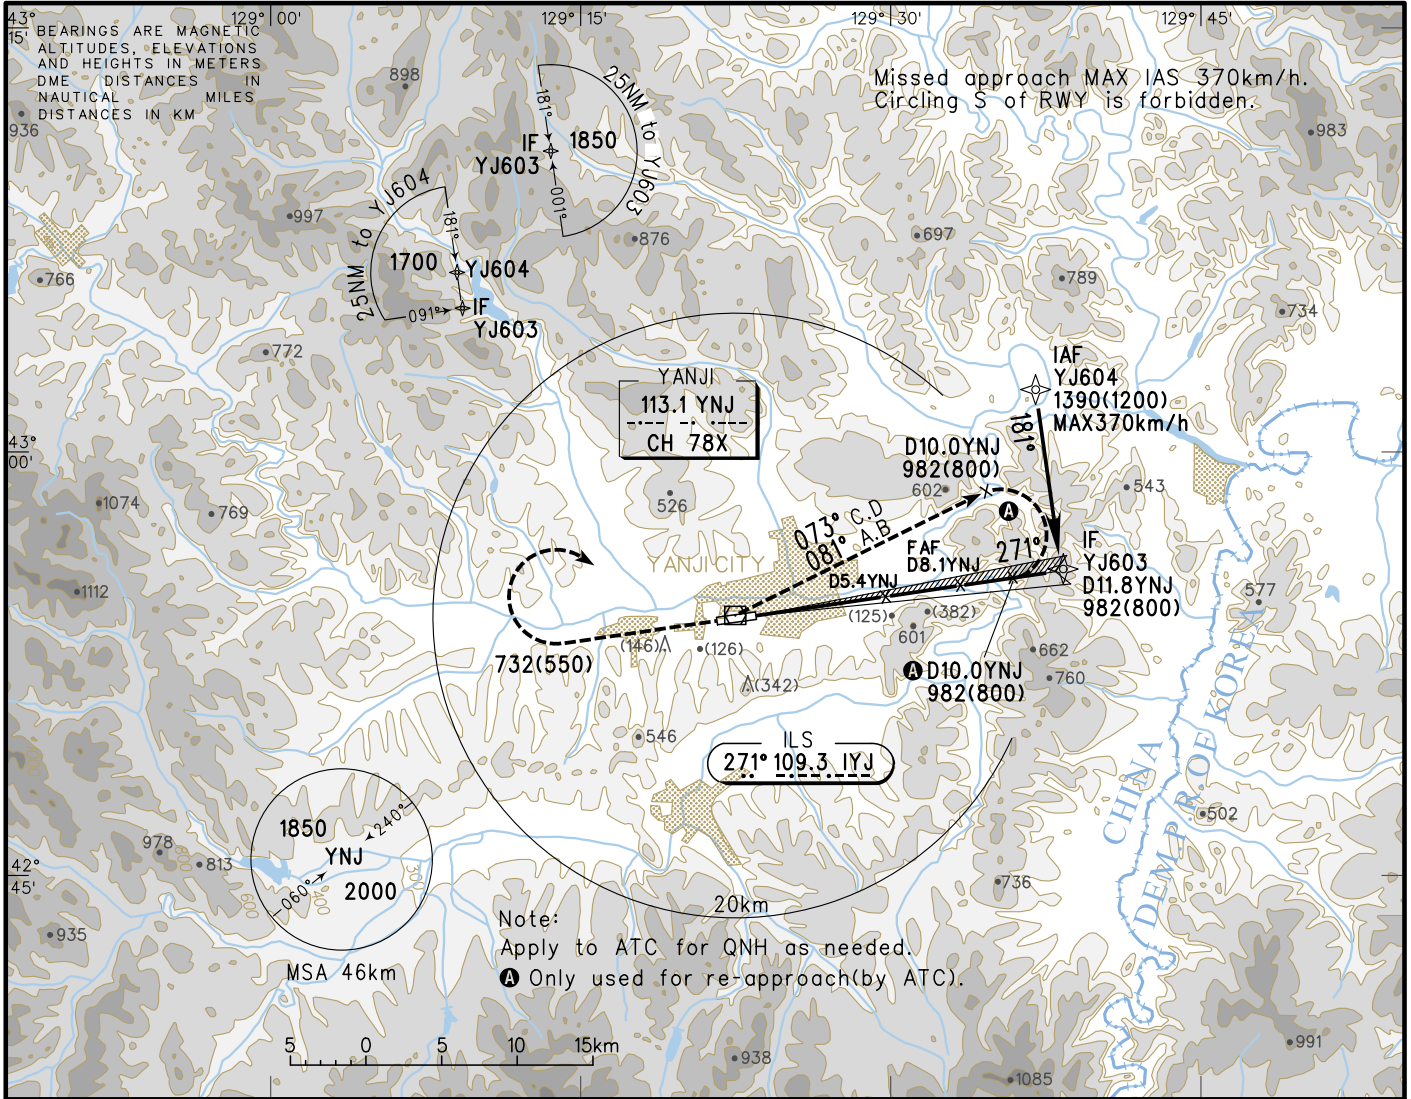 43°
15'
129° 00'
129° 15'
129° 30'
129° 45'
BEARINGS ARE MAGNETIC
ALTITUDES, ELEVATIONS
AND HEIGHTS IN METERS
DME DISTANCES IN
NAUTICAL MILES
DISTANCES IN KM
Missed approach MAX IAS 370km/h.
Circling S of RWY is forbidden.
898
936
983
181°
IF
YJ603
1850
25NM to YJ603
001°
25NM to YJ604
181°
1700
YJ604
091°
IF
YJ603
997
876
697
766
789
734
772
YANJI
113.1 YNJ
CH 78X
IAF
YJ604
1390(1200)
MAX370km/h
181°
43°
00'
D10.0YNJ
982(800)
602
543
1074
769
526
073° C.D
081° A.B
A
271°
IF
YJ603
D11.8YNJ
982(800)
FAF
D8.1YNJ
D5.4YNJ
YANJI CITY
1112
577
(125)
(382)
601
(146)
(126)
662
732(550)
760
A D10.0YNJ
982(800)
(342)
546
ILS
271° 109.3 IYJ
CHINA
DEM.P.R.OF KOREA
502
1850
240°
YNJ
060°
2000
978
813
600
600
300
400
42°
45'
736
935
MSA 46km
20km
Note:
Apply to ATC for QNH as needed.
A Only used for re-approach(by ATC).
5 0 5 10 15km
938
991
1085